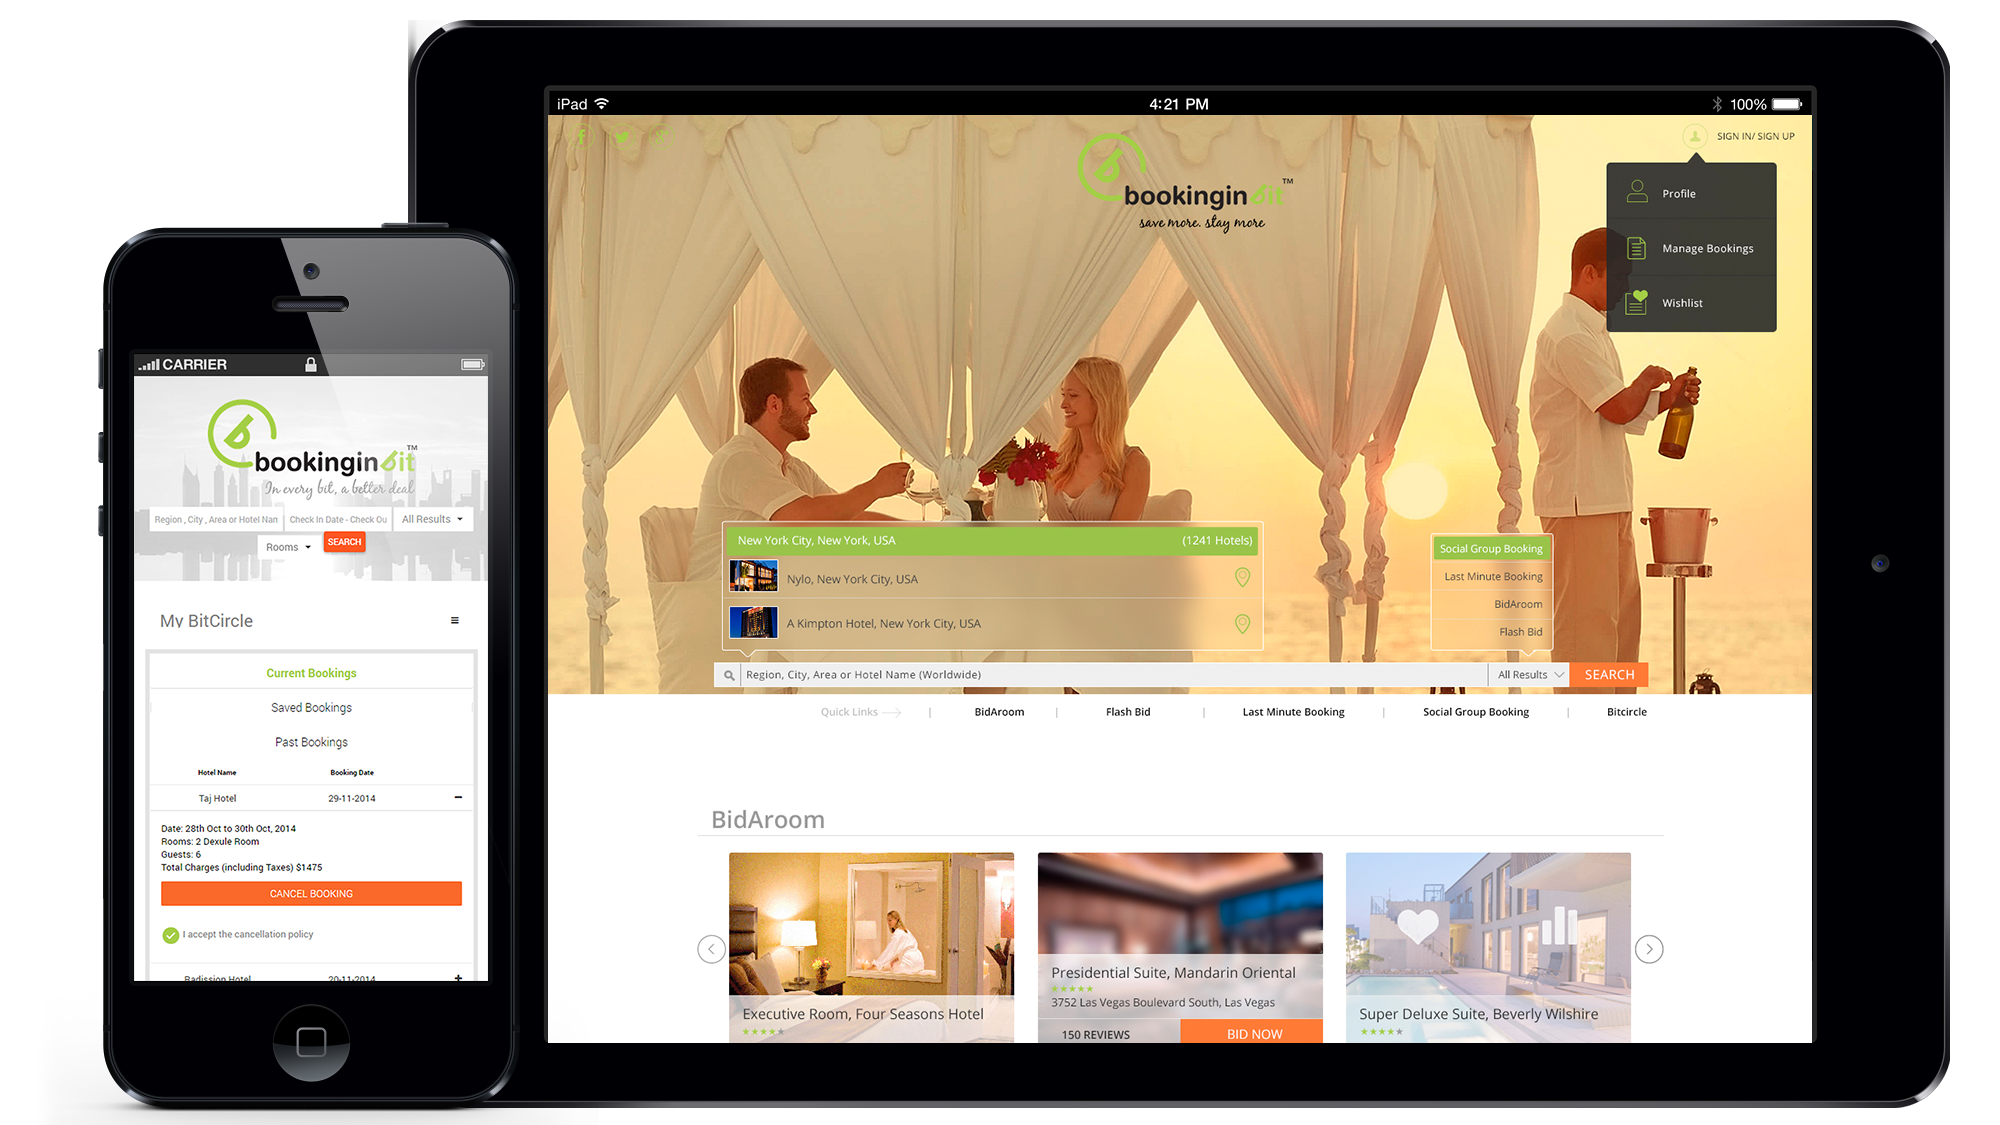 iPad
4:21 PM
100%
SIGN IN/ SIGN UP
bookinginbit™
save more. stay more
Profile
Manage Bookings
Wishlist
New York City, New York, USA (1241 Hotels)
Nylo, New York City, USA
A Kimpton Hotel, New York City, USA
Social Group Booking
Last Minute Booking
BidAroom
Flash Bid
Region, City, Area or Hotel Name (Worldwide)
All Results
SEARCH
Quick Links | BidAroom | Flash Bid | Last Minute Booking | Social Group Booking | Bitcircle
BidAroom
Executive Room, Four Seasons Hotel
Presidential Suite, Mandarin Oriental
3752 Las Vegas Boulevard South, Las Vegas
150 REVIEWS
BID NOW
Super Deluxe Suite, Beverly Wilshire
CARRIER
bookinginbit™
In every bit, a better deal
Region , City , Area or Hotel Nam
Check In Date - Check Ou
All Results
Rooms
SEARCH
My BitCircle
Current Bookings
Saved Bookings
Past Bookings
Hotel Name Booking Date
Taj Hotel 29-11-2014
Date: 28th Oct to 30th Oct, 2014
Rooms: 2 Dexule Room
Guests: 6
Total Charges (including Taxes) $1475
CANCEL BOOKING
I accept the cancellation policy
Radission Hotel 20-11-2014